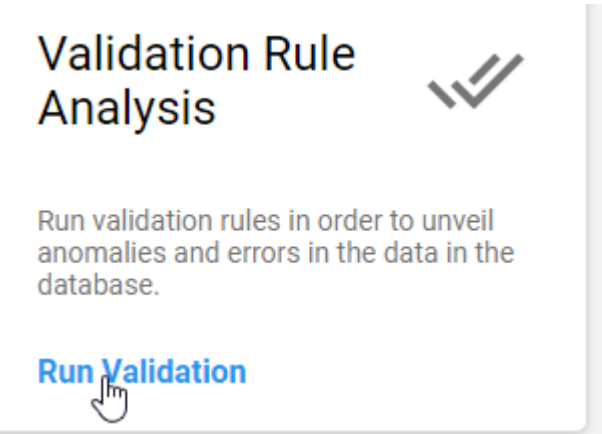 Validation Rule
Analysis
Run validation rules in order to unveil
anomalies and errors in the data in the
database.
Run Validation